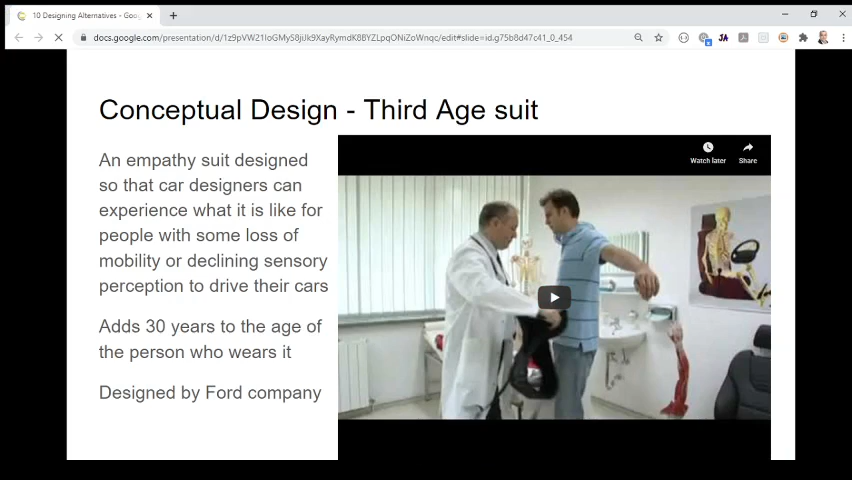 10 Designing Alternatives - Goo
docs.google.com/presentation/d/1z9pVW21IoGMyS8jiJk9XayRymdK8BYZLpqONiZoWnqc/edit#slide=id.g75b8d47c41_0_454
JA
Conceptual Design - Third Age suit
An empathy suit designed
so that car designers can
experience what it is like for
people with some loss of
mobility or declining sensory
perception to drive their cars
Adds 30 years to the age of
the person who wears it
Designed by Ford company
Watch later
Share